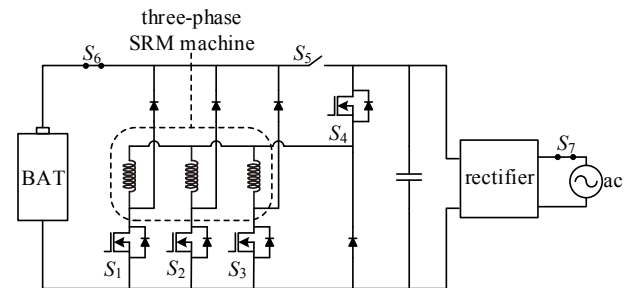 three-phase
SRM machine
S6
S5
S4
BAT
rectifier
S7
ac
S1
S2
S3